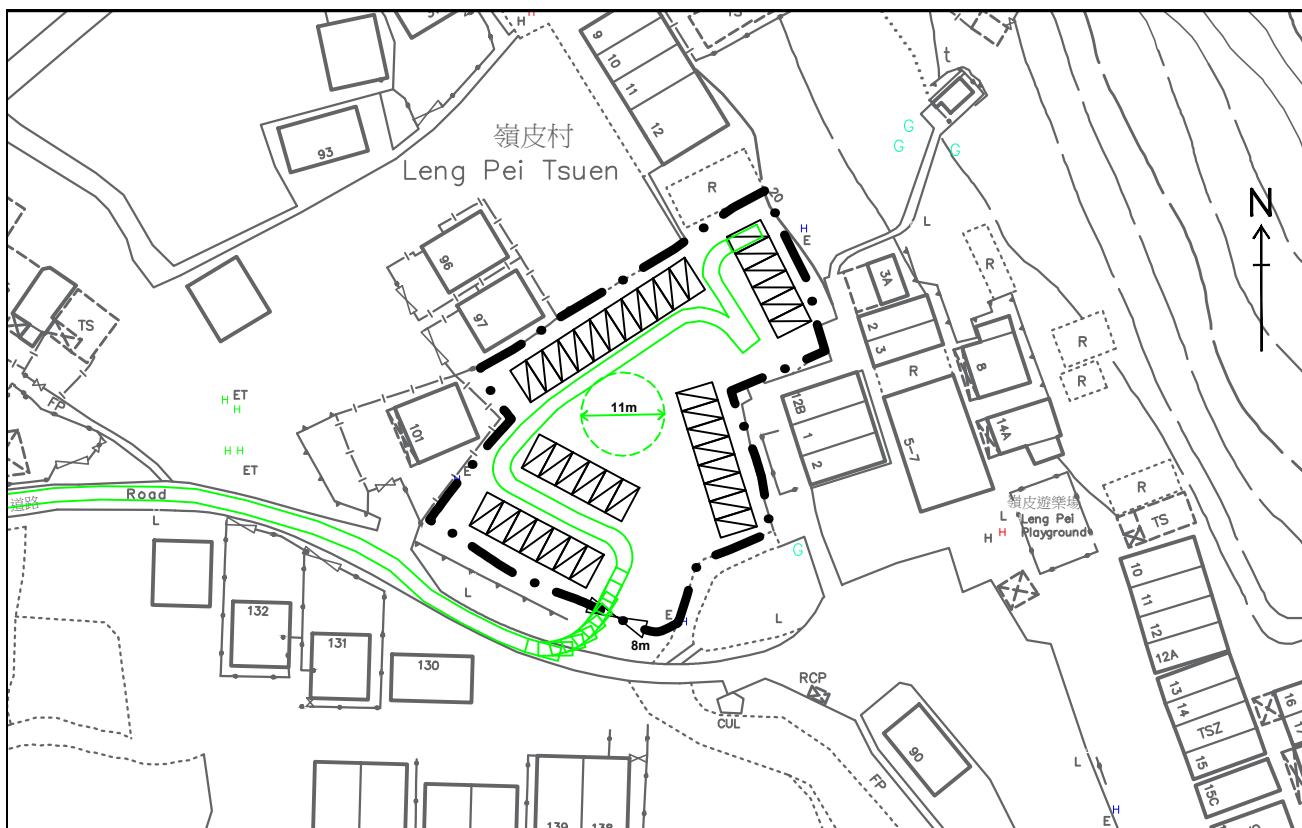 H
H
9
10
11
12
TS
t
93
嶺皮村
Leng Pei Tsuen
G
G
G
R
20
H
E
L
N
96
97
3A
R
TS
2
3
R
8
R
R
FP
ET
H
H
H H
ET
101
11m
12B
1
2
5-7
14A
E
H
道路
Road
L
嶺皮遊樂場
L
Leng Pei
Playground
H H
R
TS
G
10
11
12
12A
132
131
130
L
E
H
8m
L
RCP
CUL
13
14
TSZ
15
16
17
90
FP
L
15C
H
E
139
138